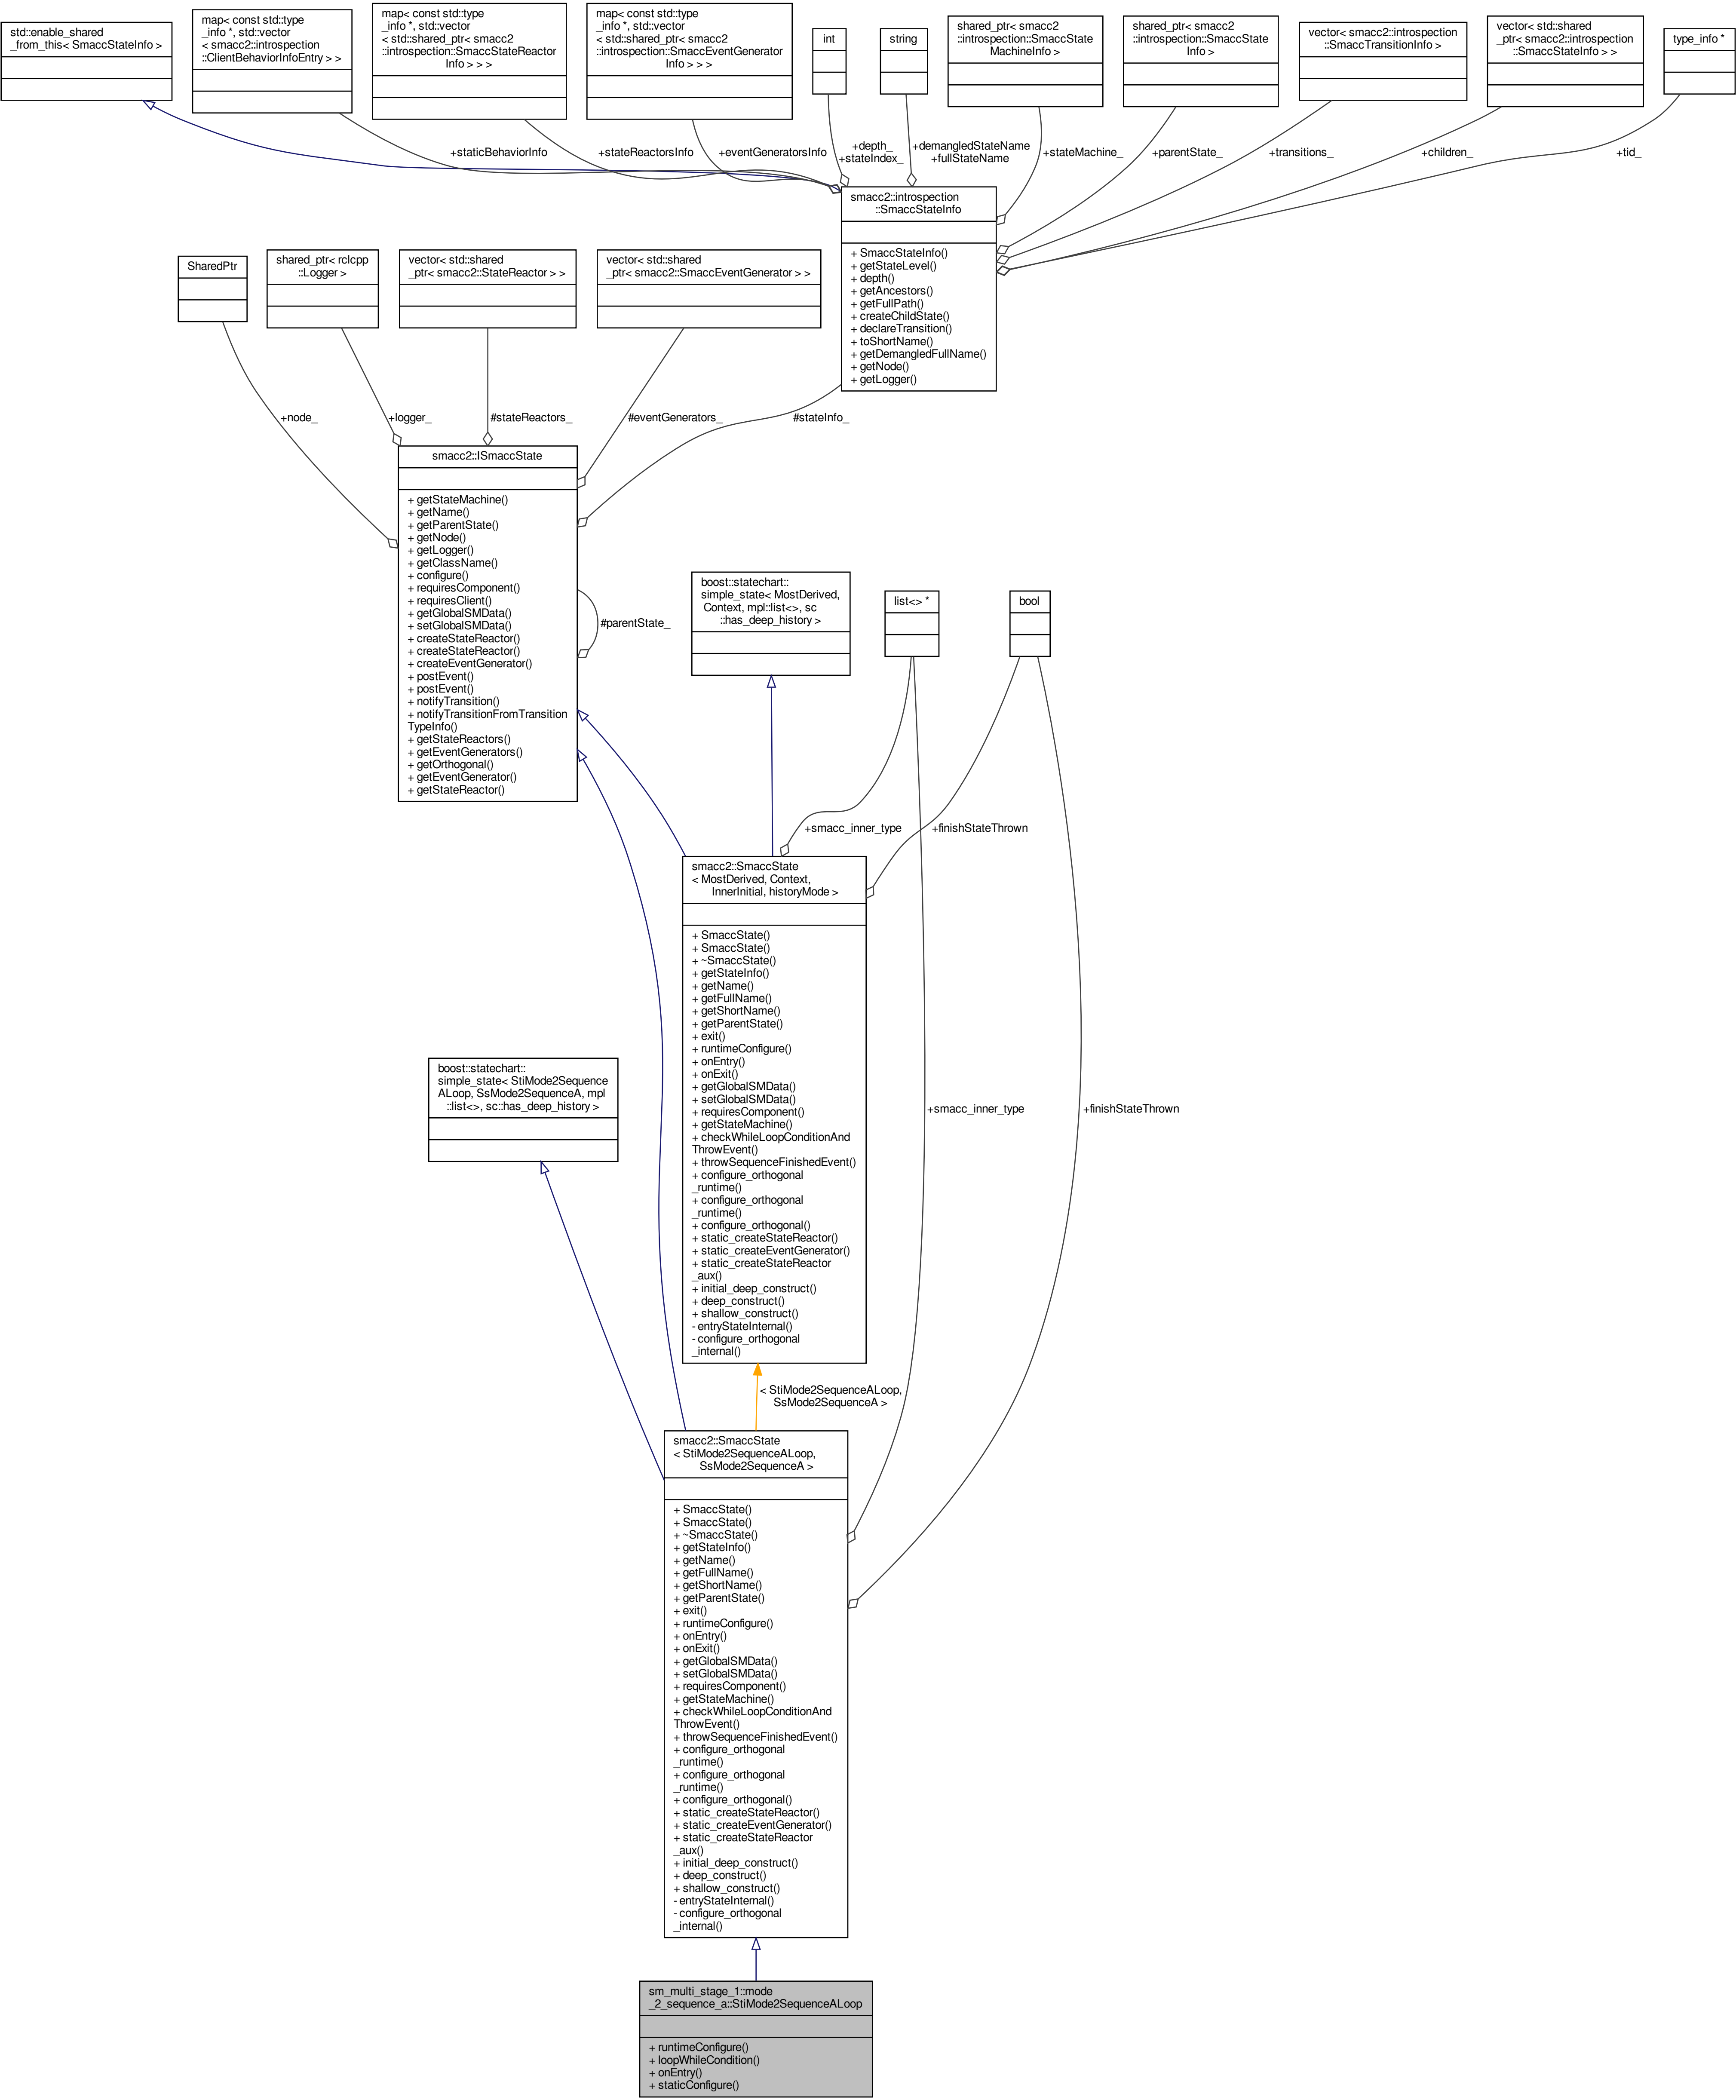 std::enable_shared
_from_this< SmaccStateInfo >
map< const std::type
_info *, std::vector
< smacc2::introspection
::ClientBehaviorInfoEntry > >
map< const std::type
_info *, std::vector
< std::shared_ptr< smacc2
::introspection::SmaccStateReactor
Info > > >
map< const std::type
_info *, std::vector
< std::shared_ptr< smacc2
::introspection::SmaccEventGenerator
Info > > >
int
string
shared_ptr< smacc2
::introspection::SmaccState
MachineInfo >
shared_ptr< smacc2
::introspection::SmaccState
Info >
vector< smacc2::introspection
::SmaccTransitionInfo >
vector< std::shared
_ptr< smacc2::introspection
::SmaccStateInfo > >
type_info *
+staticBehaviorInfo
+stateReactorsInfo
+eventGeneratorsInfo
+depth_
+stateIndex_
+demangledStateName
+fullStateName
+stateMachine_
+parentState_
+transitions_
+children_
+tid_
smacc2::introspection
::SmaccStateInfo
+ SmaccStateInfo()
+ getStateLevel()
+ depth()
+ getAncestors()
+ getFullPath()
+ createChildState()
+ declareTransition()
+ toShortName()
+ getDemangledFullName()
+ getNode()
+ getLogger()
SharedPtr
shared_ptr< rclcpp
::Logger >
vector< std::shared
_ptr< smacc2::StateReactor > >
vector< std::shared
_ptr< smacc2::SmaccEventGenerator > >
+node_
+logger_
#stateReactors_
#eventGenerators_
#stateInfo_
smacc2::ISmaccState
+ getStateMachine()
+ getName()
+ getParentState()
+ getNode()
+ getLogger()
+ getClassName()
+ configure()
+ requiresComponent()
+ requiresClient()
+ getGlobalSMData()
+ setGlobalSMData()
+ createStateReactor()
+ createStateReactor()
+ createEventGenerator()
+ postEvent()
+ postEvent()
+ notifyTransition()
+ notifyTransitionFromTransition
TypeInfo()
+ getStateReactors()
+ getEventGenerators()
+ getOrthogonal()
+ getEventGenerator()
+ getStateReactor()
#parentState_
boost::statechart::
simple_state< MostDerived,
Context, mpl::list<>, sc
::has_deep_history >
list<> *
bool
+smacc_inner_type
+finishStateThrown
smacc2::SmaccState
< MostDerived, Context,
InnerInitial, historyMode >
+ SmaccState()
+ SmaccState()
+ ~SmaccState()
+ getStateInfo()
+ getName()
+ getFullName()
+ getShortName()
+ getParentState()
+ exit()
+ runtimeConfigure()
+ onEntry()
+ onExit()
+ getGlobalSMData()
+ setGlobalSMData()
+ requiresComponent()
+ getStateMachine()
+ checkWhileLoopConditionAnd
ThrowEvent()
+ throwSequenceFinishedEvent()
+ configure_orthogonal
_runtime()
+ configure_orthogonal
_runtime()
+ configure_orthogonal()
+ static_createStateReactor()
+ static_createEventGenerator()
+ static_createStateReactor
_aux()
+ initial_deep_construct()
+ deep_construct()
+ shallow_construct()
- entryStateInternal()
- configure_orthogonal
_internal()
boost::statechart::
simple_state< StiMode2Sequence
ALoop, SsMode2SequenceA, mpl
::list<>, sc::has_deep_history >
+smacc_inner_type
+finishStateThrown
< StiMode2SequenceALoop,
SsMode2SequenceA >
smacc2::SmaccState
< StiMode2SequenceALoop,
SsMode2SequenceA >
+ SmaccState()
+ SmaccState()
+ ~SmaccState()
+ getStateInfo()
+ getName()
+ getFullName()
+ getShortName()
+ getParentState()
+ exit()
+ runtimeConfigure()
+ onEntry()
+ onExit()
+ getGlobalSMData()
+ setGlobalSMData()
+ requiresComponent()
+ getStateMachine()
+ checkWhileLoopConditionAnd
ThrowEvent()
+ throwSequenceFinishedEvent()
+ configure_orthogonal
_runtime()
+ configure_orthogonal
_runtime()
+ configure_orthogonal()
+ static_createStateReactor()
+ static_createEventGenerator()
+ static_createStateReactor
_aux()
+ initial_deep_construct()
+ deep_construct()
+ shallow_construct()
- entryStateInternal()
- configure_orthogonal
_internal()
sm_multi_stage_1::mode
_2_sequence_a::StiMode2SequenceALoop
+ runtimeConfigure()
+ loopWhileCondition()
+ onEntry()
+ staticConfigure()